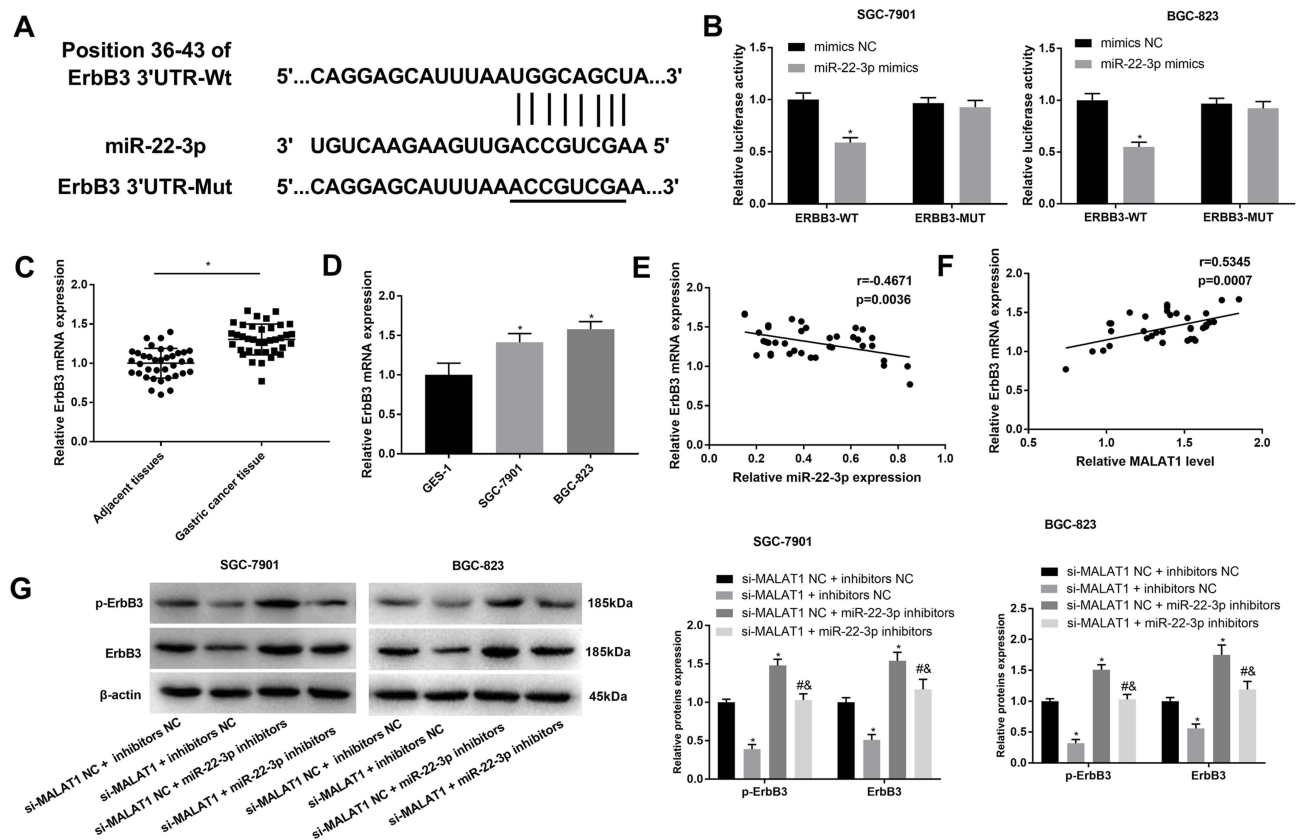 A
Position 36-43 of
ErbB3 3'UTR-Wt 5'...CAGGAGCAUUUAAUGGCAGCUA...3'
miR-22-3p 3' UGUCAAGAAGUUGACCGUCGAA 5'
ErbB3 3'UTR-Mut 5'...CAGGAGCAUUUAAACCGUCGAA...3'
B
SGC-7901
mimics NC
miR-22-3p mimics
Relative luciferase activity
1.5
1.0
0.5
0.0
ERBB3-WT ERBB3-MUT
*
BGC-823
mimics NC
miR-22-3p mimics
Relative luciferase activity
1.5
1.0
0.5
0.0
ERBB3-WT ERBB3-MUT
*
C
Relative ErbB3 mRNA expression
2.0
1.5
1.0
0.5
0.0
*
Adjacent tissues
Gastric cancer tissue
D
Relative ErbB3 mRNA expression
2.0
1.5
1.0
0.5
0.0
* *
GES-1
SGC-7901
BGC-823
E
r=-0.4671
p=0.0036
Relative ErbB3 mRNA expression
2.0
1.5
1.0
0.5
0.0
0.0 0.2 0.4 0.6 0.8 1.0
Relative miR-22-3p expression
F
r=0.5345
p=0.0007
Relative ErbB3 mRNA expression
2.0
1.5
1.0
0.5
0.0
0.5 1.0 1.5 2.0
Relative MALAT1 level
G
SGC-7901 BGC-823
p-ErbB3 185kDa
ErbB3 185kDa
β-actin 45kDa
si-MALAT1 NC + inhibitors NC
si-MALAT1 + inhibitors NC
si-MALAT1 NC + miR-22-3p inhibitors
si-MALAT1 + miR-22-3p inhibitors
si-MALAT1 NC + inhibitors NC
si-MALAT1 + inhibitors NC
si-MALAT1 NC + miR-22-3p inhibitors
si-MALAT1 + miR-22-3p inhibitors
SGC-7901
si-MALAT1 NC + inhibitors NC
si-MALAT1 + inhibitors NC
si-MALAT1 NC + miR-22-3p inhibitors
si-MALAT1 + miR-22-3p inhibitors
Relative proteins expression
2.0
1.5
1.0
0.5
0.0
* * #& * * #&
p-ErbB3 ErbB3
BGC-823
si-MALAT1 NC + inhibitors NC
si-MALAT1 + inhibitors NC
si-MALAT1 NC + miR-22-3p inhibitors
si-MALAT1 + miR-22-3p inhibitors
Relative proteins expression
2.5
2.0
1.5
1.0
0.5
0.0
* * #& * * #&
p-ErbB3 ErbB3